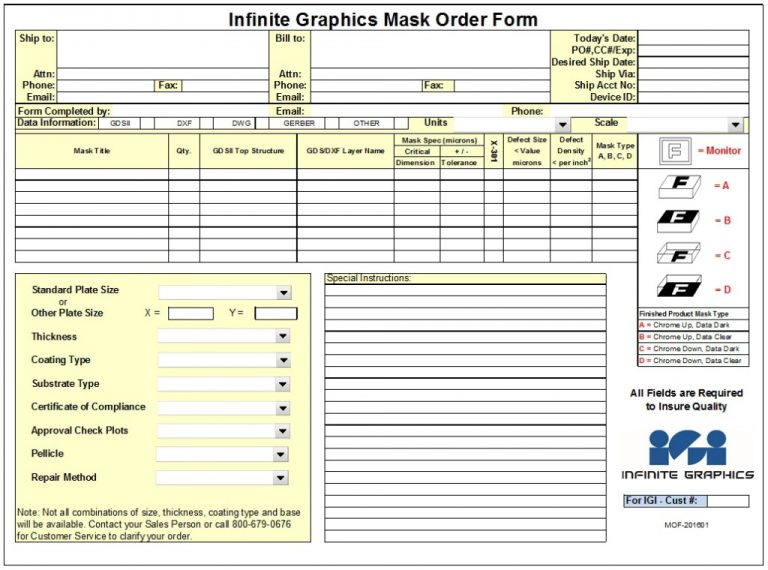 Infinite Graphics Mask Order Form
Ship to: Bill to: Today's Date:
PO#,CC#/Exp:
Desired Ship Date:
Attn: Attn: Ship Via:
Phone: Fax: Phone: Fax: Ship Acct No:
Email: Email: Device ID:
Form Completed by: Email: Phone:
Data Information: GDSII DXF DWG GERBER OTHER Units Scale
Mask Title Qty. GDSII Top Structure GDS/DXF Layer Name Mask Spec (microns) Critical Dimension + / - Tolerance X-381 Defect Size < Value microns Defect Density < per inch² Mask Type A, B, C, D
F = Monitor
F = A
F = B
F = C
F = D
Finished Product Mask Type
A = Chrome Up, Data Dark
B = Chrome Up, Data Clear
C = Chrome Down, Data Dark
D = Chrome Down, Data Clear
Standard Plate Size
or
Other Plate Size X = Y =
Thickness
Coating Type
Substrate Type
Certificate of Compliance
Approval Check Plots
Pellicle
Repair Method
Note: Not all combinations of size, thickness, coating type and base
will be available. Contact your Sales Person or call 800-679-0676
for Customer Service to clarify your order.
Special Instructions:
All Fields are Required
to Insure Quality
iGi
INFINITE GRAPHICS
For IGI - Cust #:
MOF-201601